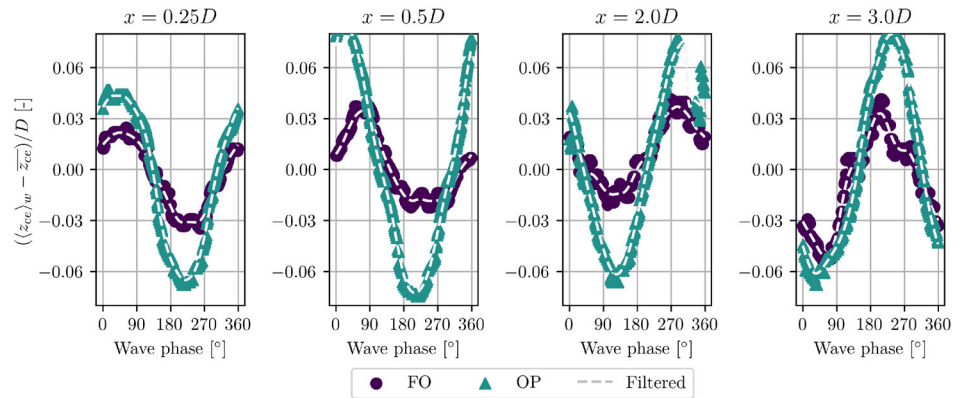 x = 0.25D
x = 0.5D
x = 2.0D
x = 3.0D
((⟨z_ce⟩_w − z̄_ce)/D [-]
0.06
0.03
0.00
−0.03
−0.06
0 90 180 270 360
Wave phase [°]
0.06
0.03
0.00
−0.03
−0.06
0 90 180 270 360
Wave phase [°]
0.06
0.03
0.00
−0.03
−0.06
0 90 180 270 360
Wave phase [°]
0.06
0.03
0.00
−0.03
−0.06
0 90 180 270 360
Wave phase [°]
FO OP Filtered